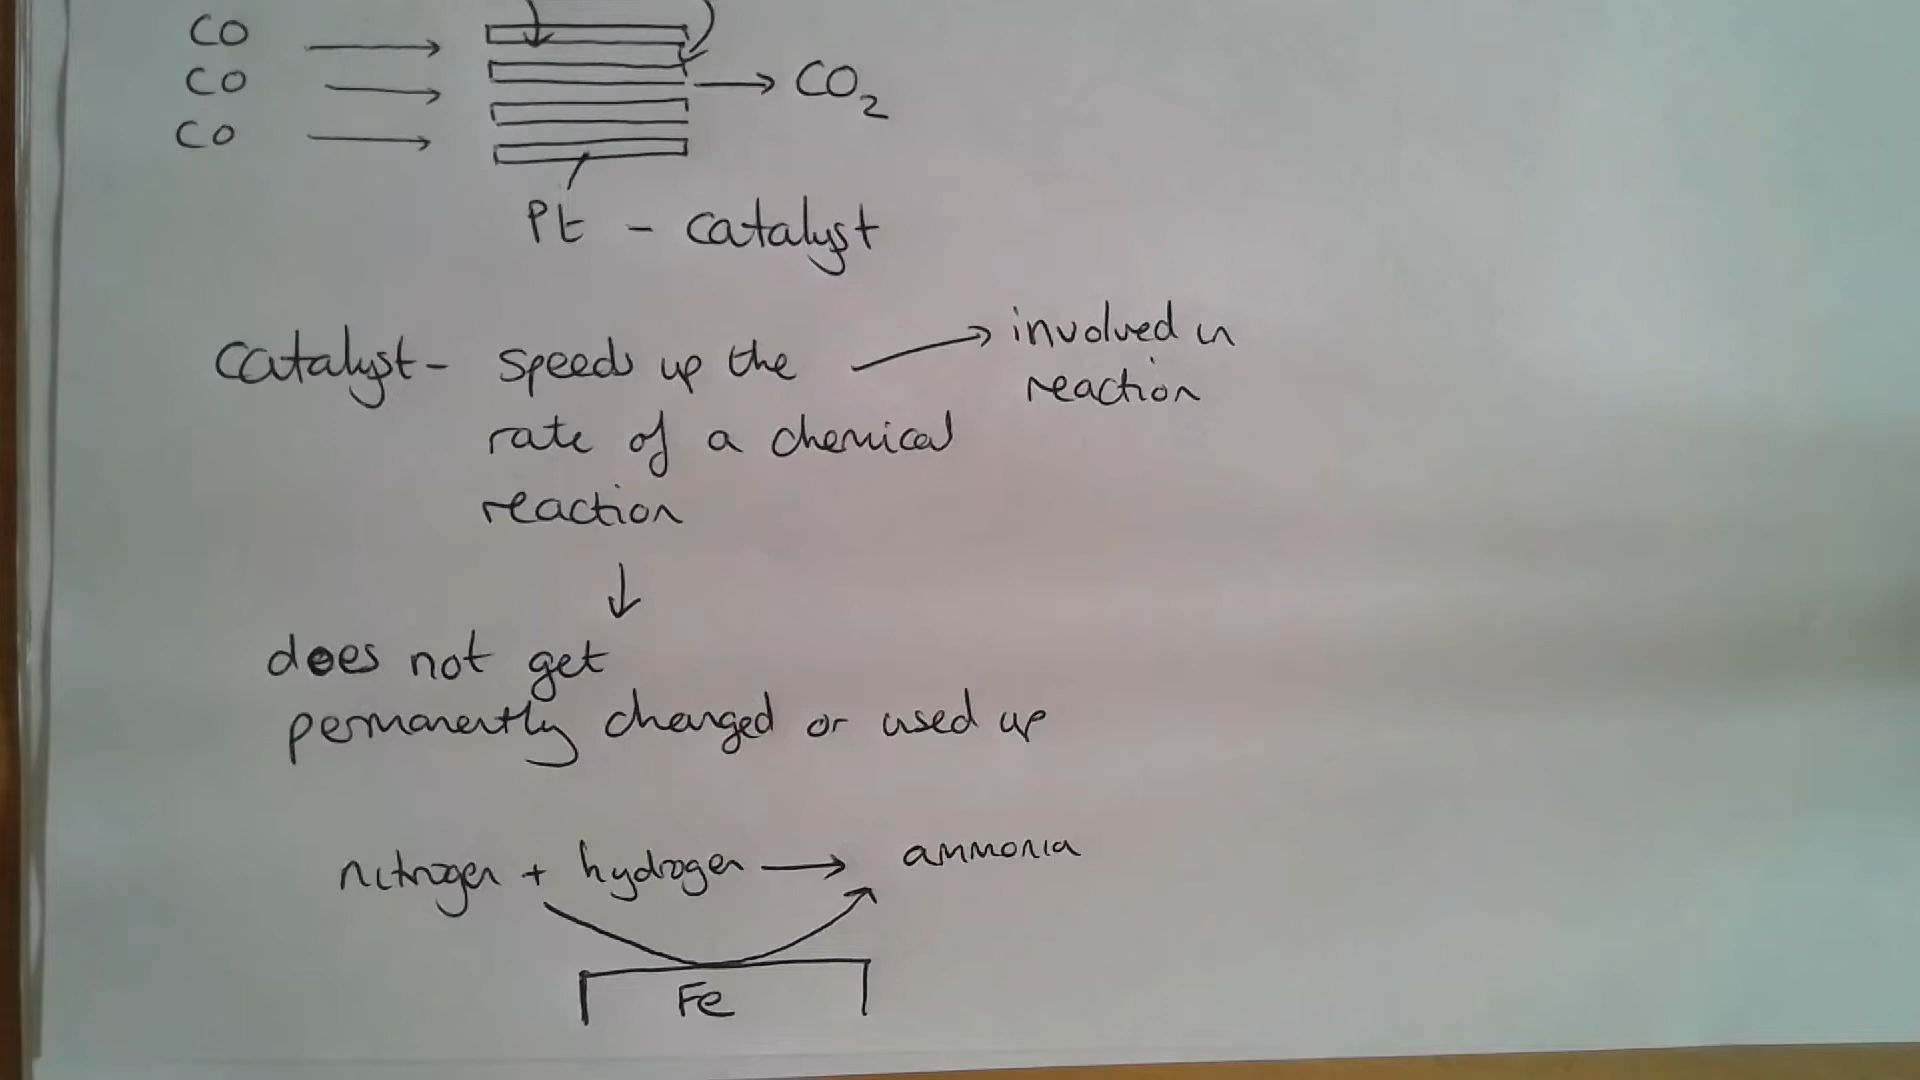 CO
CO → CO₂
CO
Pt - catalyst
catalyst - speeds up the → involved in
reaction
rate of a chemical
reaction
↓
does not get
permanently changed or used up
nitrogen + hydrogen → ammonia
Fe